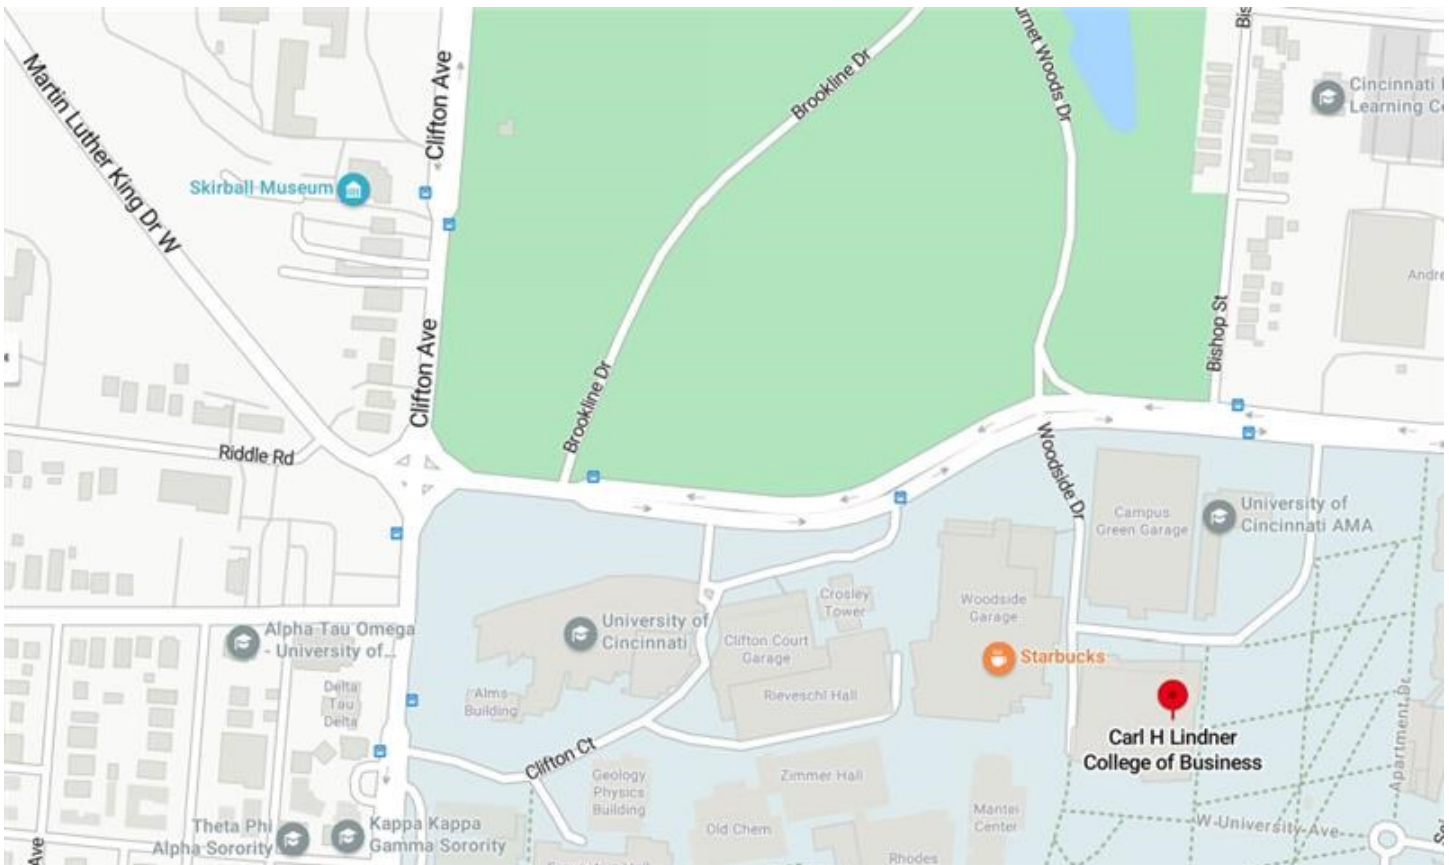 Martin Luther King Dr W
Clifton Ave
Brookline Dr
Bishop St
Cincinnati
Learning
Skirball Museum
Clifton Ave
Brookline Dr
Riddle Rd
Woods Dr
Woodside Dr
Campus
Green Garage
University of
Cincinnati AMA
Alpha Tau Omega
- University of...
University of
Cincinnati
Crosley
Tower
Clifton Court
Garage
Woodside
Garage
Starbucks
Delta
Tau
Delta
Alms
Building
Rieveschl Hall
Carl H Lindner
College of Business
Apartment Dr
Clifton Ct
Geology
Physics
Building
Zimmer Hall
Old Chem
Mantei
Center
W University Ave
Theta Phi
Alpha Sorority
Kappa Kappa
Gamma Sorority
Rhodes
Ave